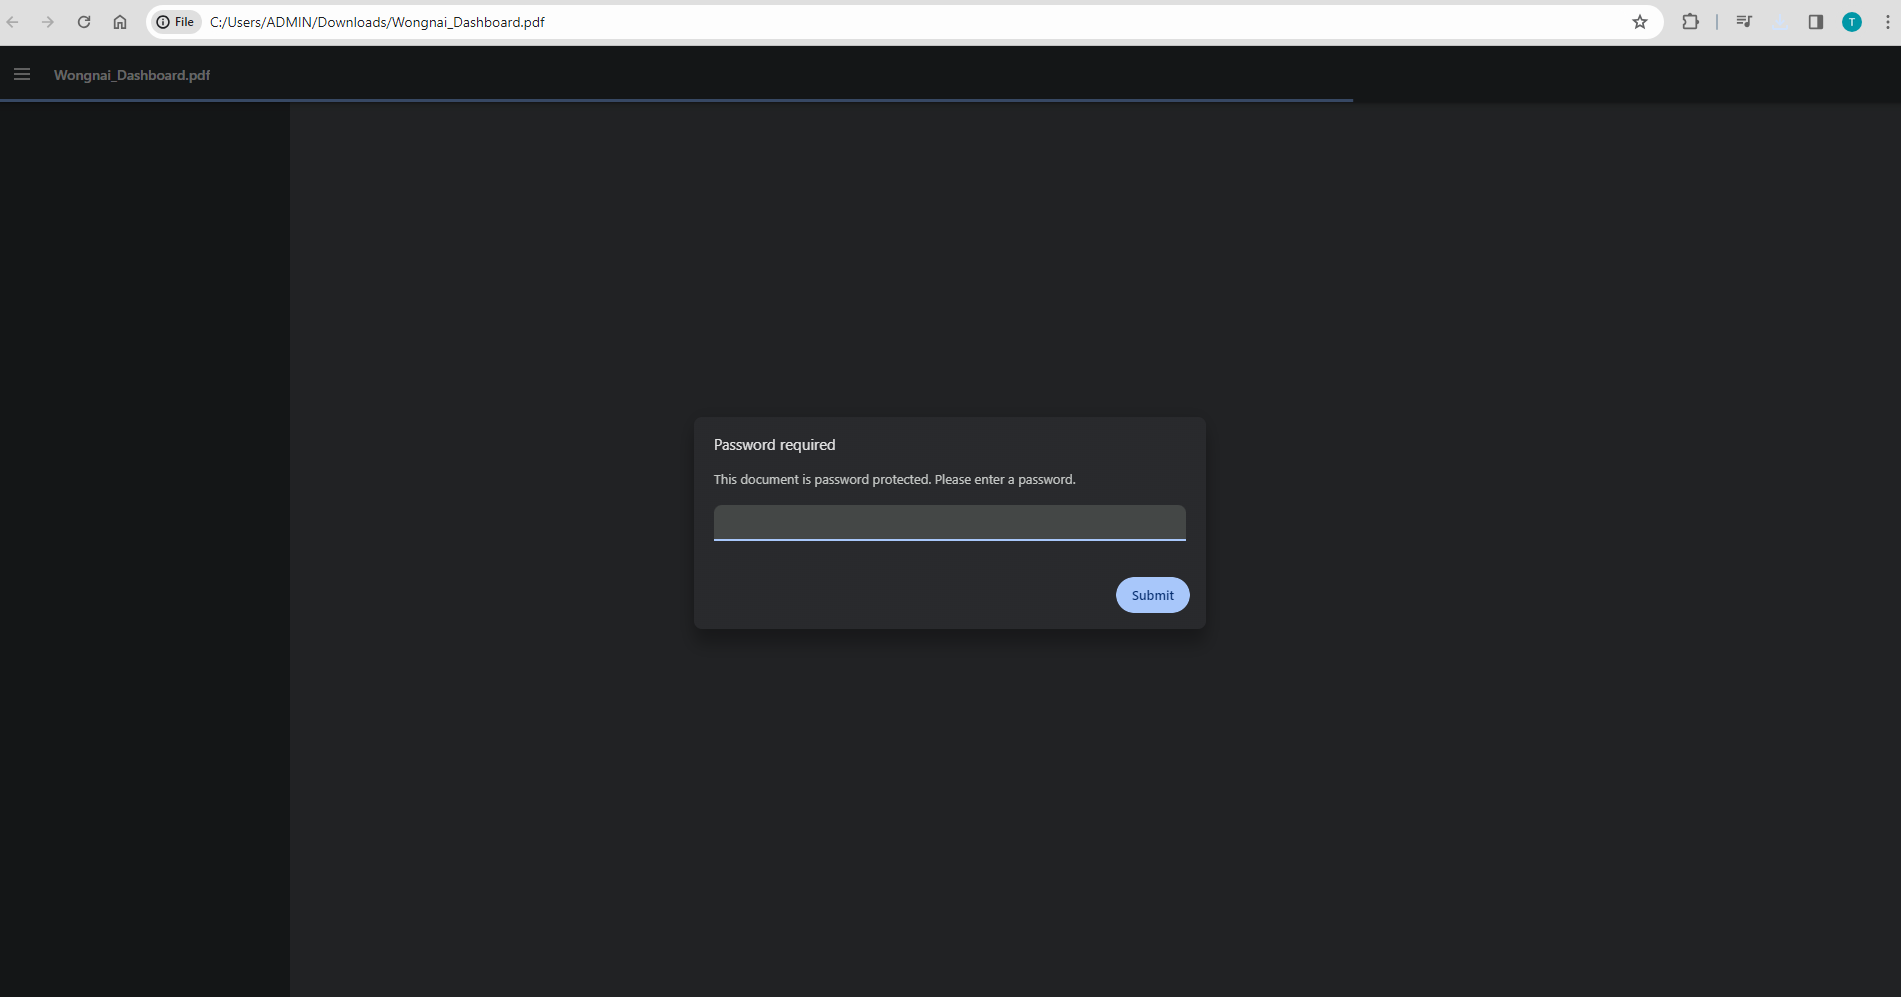 File
C:/Users/ADMIN/Downloads/Wongnai_Dashboard.pdf
T
Wongnai_Dashboard.pdf
Password required
This document is password protected. Please enter a password.
Submit